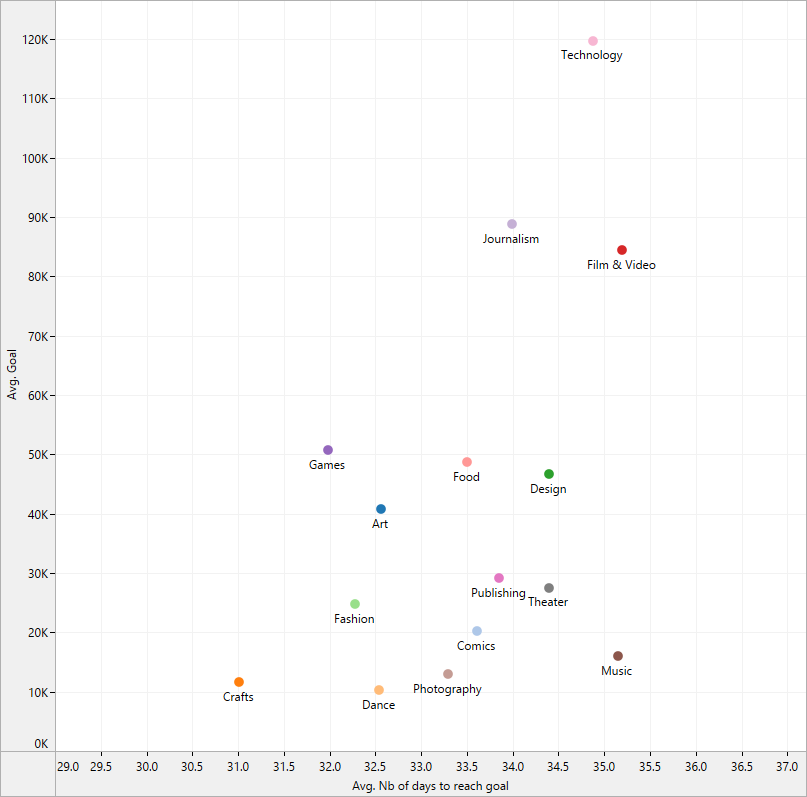 120K
Technology
110K
100K
90K
Journalism
Film & Video
80K
70K
Avg. Goal
60K
50K
Games
Food
Design
40K
Art
30K
Publishing
Theater
Fashion
20K
Comics
Music
Photography
10K
Crafts
Dance
0K
29.0 29.5 30.0 30.5 31.0 31.5 32.0 32.5 33.0 33.5 34.0 34.5 35.0 35.5 36.0 36.5 37.0
Avg. Nb of days to reach goal